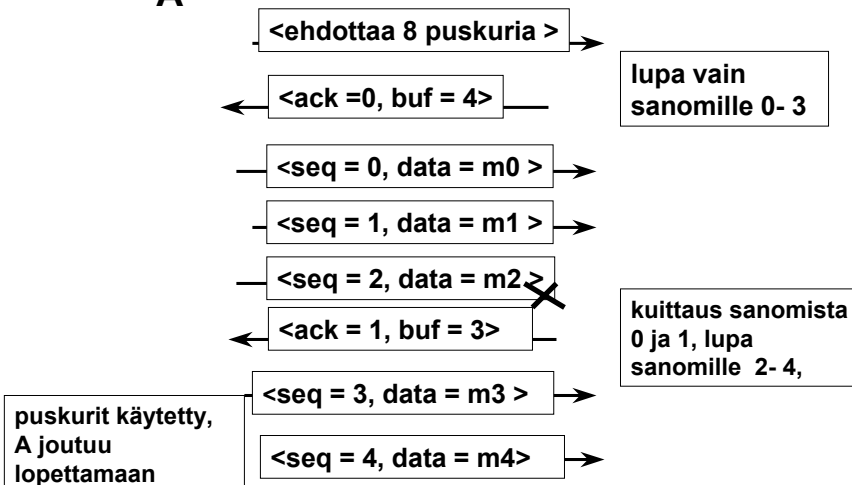 A
<ehdottaa 8 puskuria >
lupa vain
sanomille 0- 3
<ack =0, buf = 4>
<seq = 0, data = m0 >
<seq = 1, data = m1 >
<seq = 2, data = m2 >
<ack = 1, buf = 3>
kuittaus sanomista
0 ja 1, lupa
sanomille 2- 4,
<seq = 3, data = m3 >
puskurit käytetty,
A joutuu
lopettamaan
<seq = 4, data = m4>